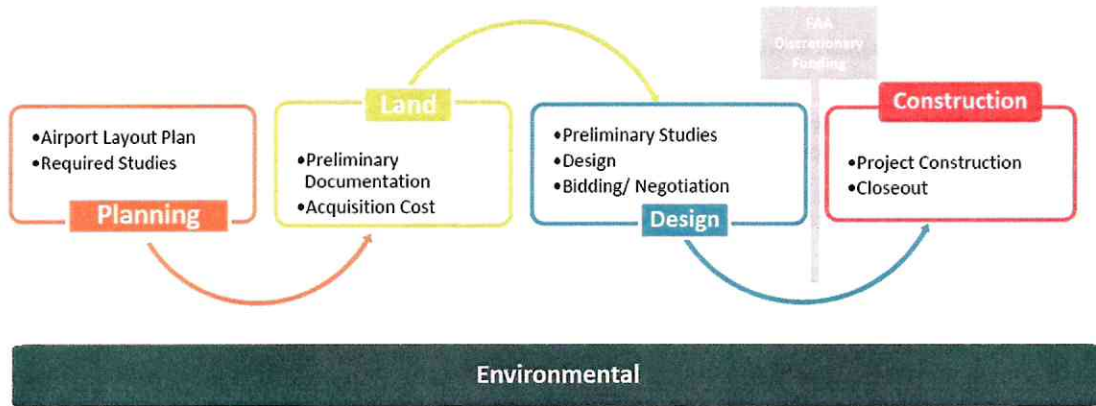 FAA
Discretionary
Funding
•Airport Layout Plan
•Required Studies
Planning
Land
•Preliminary
Documentation
•Acquisition Cost
•Preliminary Studies
•Design
•Bidding/ Negotiation
Design
Construction
•Project Construction
•Closeout
Environmental